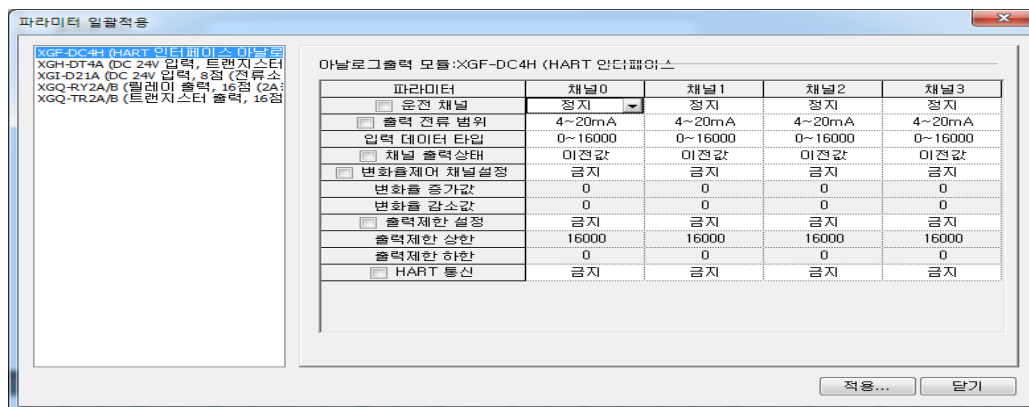 파라미터 일괄적용
XGF-DC4H (HART 인터페이스 아날로
XGH-DT4A (DC 24V 입력, 트랜지스터
XGI-D21A (DC 24V 입력, 8점 (전류소
XGQ-RY2A/B (릴레이 출력, 16점 (2A
XGQ-TR2A/B (트랜지스터 출력, 16점
아날로그출력 모듈:XGF-DC4H (HART 인터페이스
파라미터 채널0 채널1 채널2 채널3
운전 채널 정지 정지 정지 정지
출력 전류 범위 4~20mA 4~20mA 4~20mA 4~20mA
입력 데이터 타입 0~16000 0~16000 0~16000 0~16000
채널 출력상태 이전값 이전값 이전값 이전값
변화율제어 채널설정 금지 금지 금지 금지
변화율 증가값 0 0 0 0
변화율 감소값 0 0 0 0
출력제한 설정 금지 금지 금지 금지
출력제한 상한 16000 16000 16000 16000
출력제한 하한 0 0 0 0
HART 통신 금지 금지 금지 금지
적용... 닫기